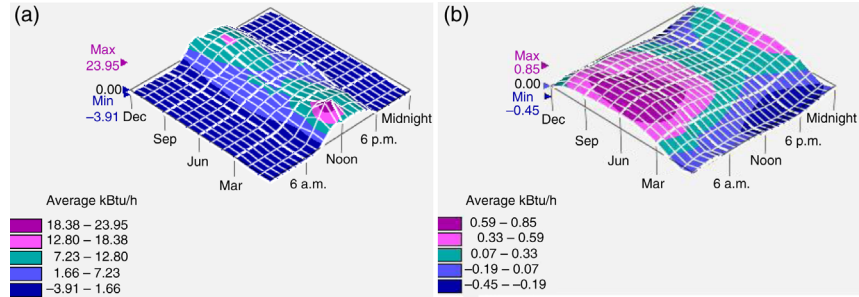 (a)
Max
23.95
0.00
Min
−3.91
Dec
Sep
Jun
Mar
6 a.m.
Noon
6 p.m.
Midnight
Average kBtu/h
18.38 – 23.95
12.80 – 18.38
7.23 – 12.80
1.66 – 7.23
−3.91 – 1.66
(b)
Max
0.85
0.00
Min
−0.45
Dec
Sep
Jun
Mar
6 a.m.
Noon
6 p.m.
Midnight
Average kBtu/h
0.59 – 0.85
0.33 – 0.59
0.07 – 0.33
−0.19 – 0.07
−0.45 – −0.19